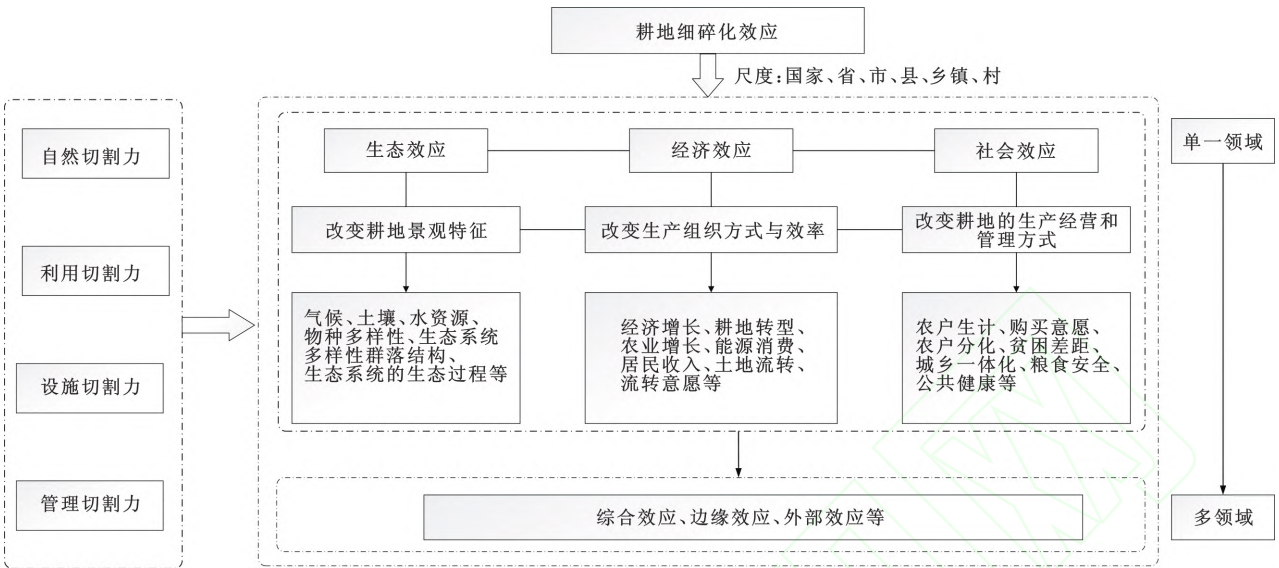 耕地细碎化效应
尺度:国家、省、市、县、乡镇、村
自然切割力
利用切割力
设施切割力
管理切割力
生态效应
经济效应
社会效应
改变耕地景观特征
改变生产组织方式与效率
改变耕地的生产经营和
管理方式
气候、土壤、水资源、
物种多样性、生态系统
多样性群落结构、
生态系统的生态过程等
经济增长、耕地转型、
农业增长、能源消费、
居民收入、土地流转、
流转意愿等
农户生计、购买意愿、
农户分化、贫困差距、
城乡一体化、粮食安全、
公共健康等
综合效应、边缘效应、外部效应等
单一领域
多领域